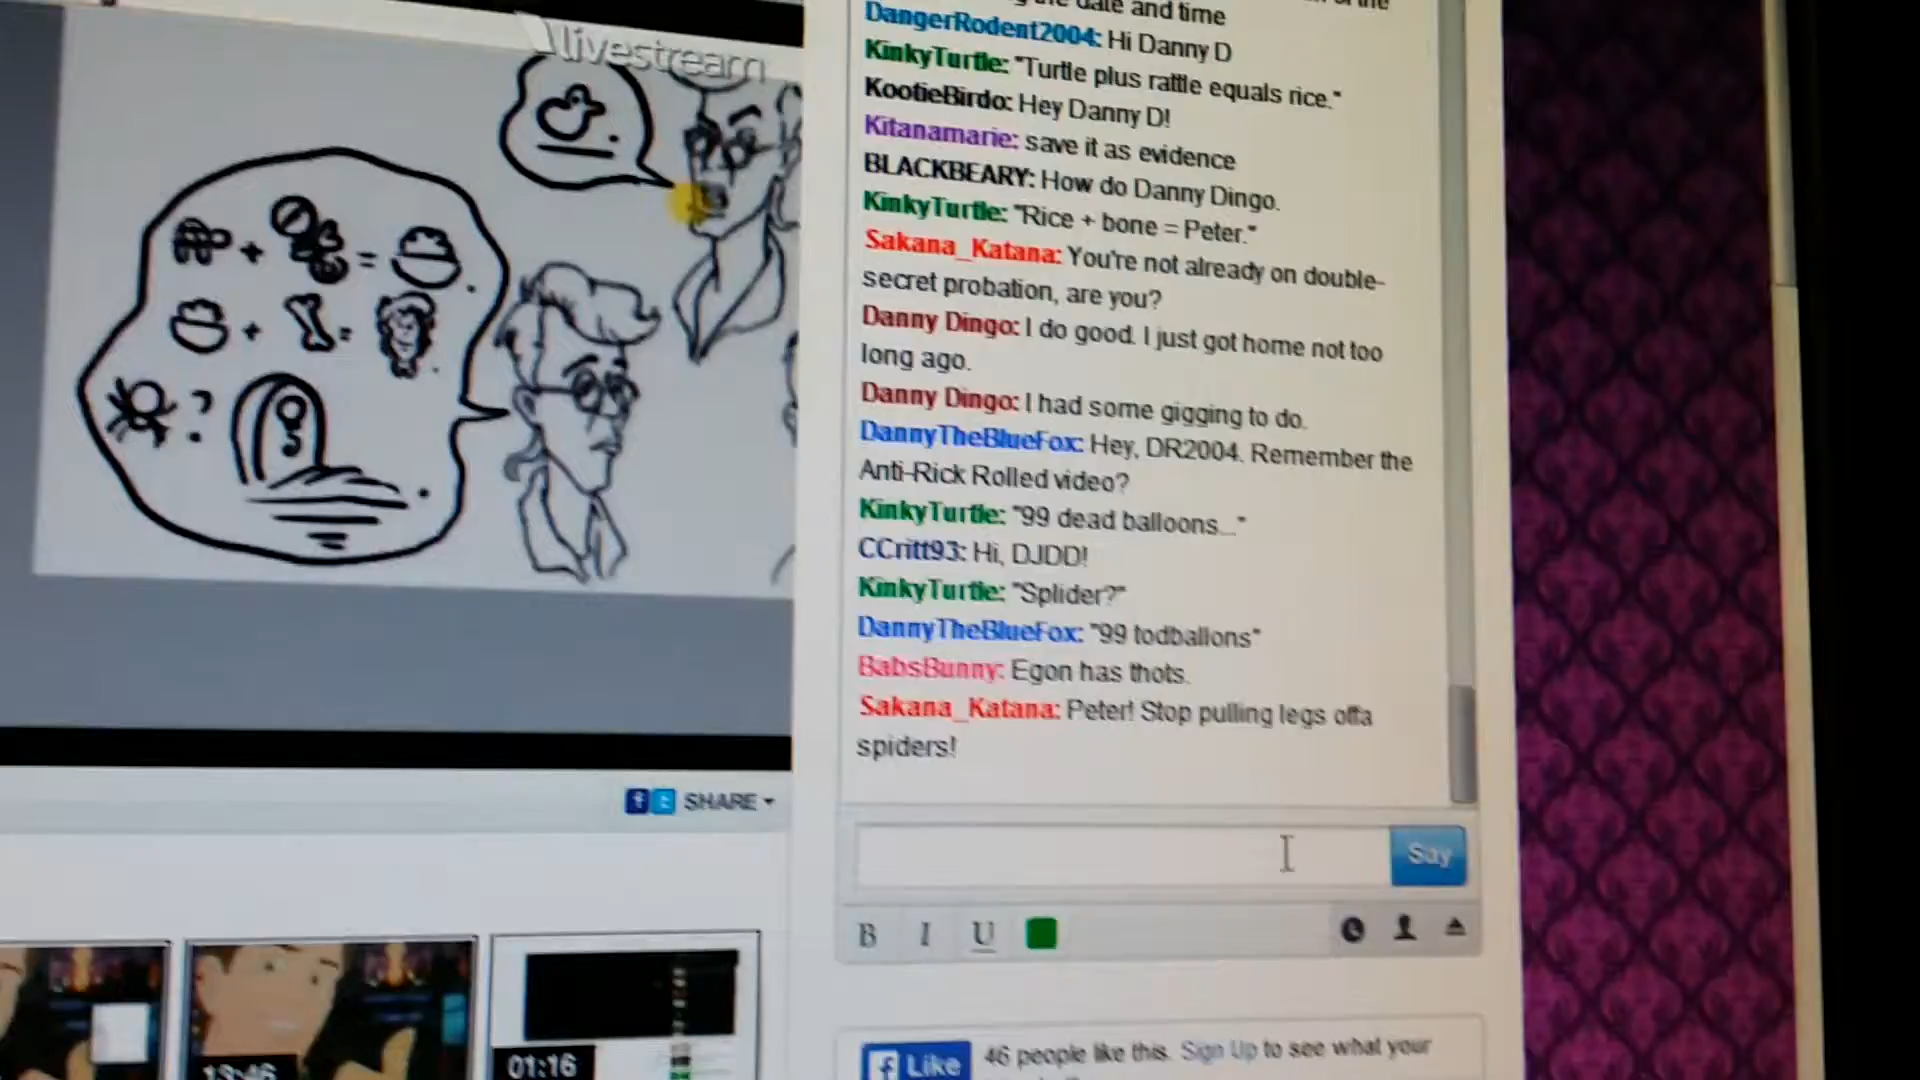 livestream
date and time
DangerRodent2004: Hi Danny D
KinkyTurtle: "Turtle plus rattle equals rice."
KootieBirdo: Hey Danny D!
Kitanamarie: save it as evidence
BLACKBEARY: How do Danny Dingo.
KinkyTurtle: "Rice + bone = Peter."
Sakana_Katana: You're not already on double-
secret probation, are you?
Danny Dingo: I do good. I just got home not too
long ago.
Danny Dingo: I had some gigging to do.
DannyTheBlueFox: Hey, DR2004. Remember the
Anti-Rick Rolled video?
KinkyTurtle: "99 dead balloons..."
CCritt93: Hi, DJDD!
KinkyTurtle: "Splider?"
DannyTheBlueFox: "99 todballons"
BabsBunny: Egon has thots.
Sakana_Katana: Peter! Stop pulling legs offa
spiders!
+ =
+ =
?
f t SHARE
Say
B I U
13:46
01:16
f Like 46 people like this. Sign Up to see what your